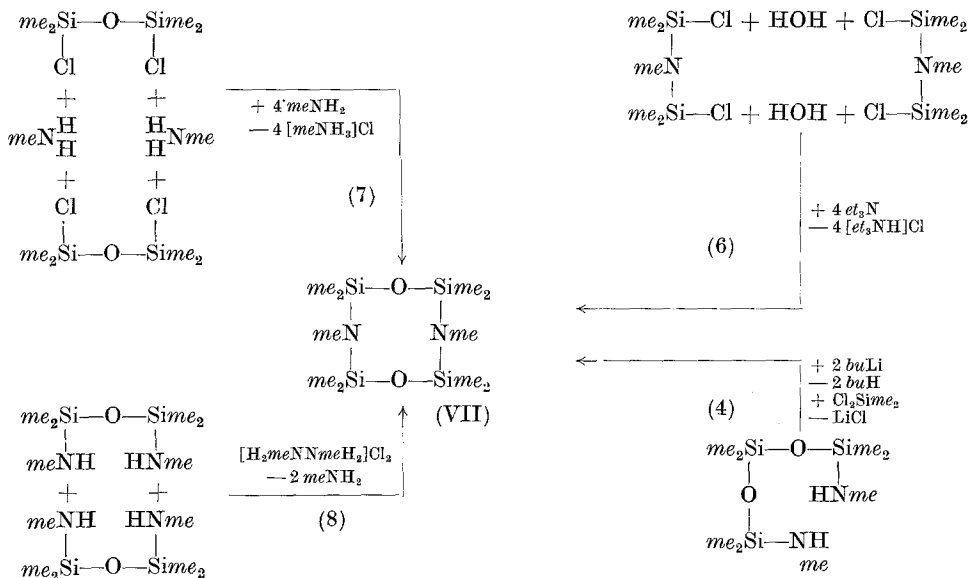 me₂Si—O—Sime₂
Cl Cl
+ +
meN H H H H Nme
+ +
Cl Cl
me₂Si—O—Sime₂
+ 4 meNH₂
— 4 [meNH₃]Cl
(7)
me₂Si—Cl + HOH + Cl—Sime₂
meN Nme
me₂Si—Cl + HOH + Cl—Sime₂
+ 4 et₃N
— 4 [et₃NH]Cl
(6)
me₂Si—O—Sime₂
meN Nme
me₂Si—O—Sime₂
(VII)
me₂Si—O—Sime₂
meNH HNme
+ +
meNH HNme
me₂Si—O—Sime₂
[H₂meNNmeH₂]Cl₂
— 2 meNH₂
(8)
+ 2 buLi
— 2 buH
+ Cl₂Sime₂
— LiCl
(4)
me₂Si—O—Sime₂
O HNme
me₂Si—NH
me